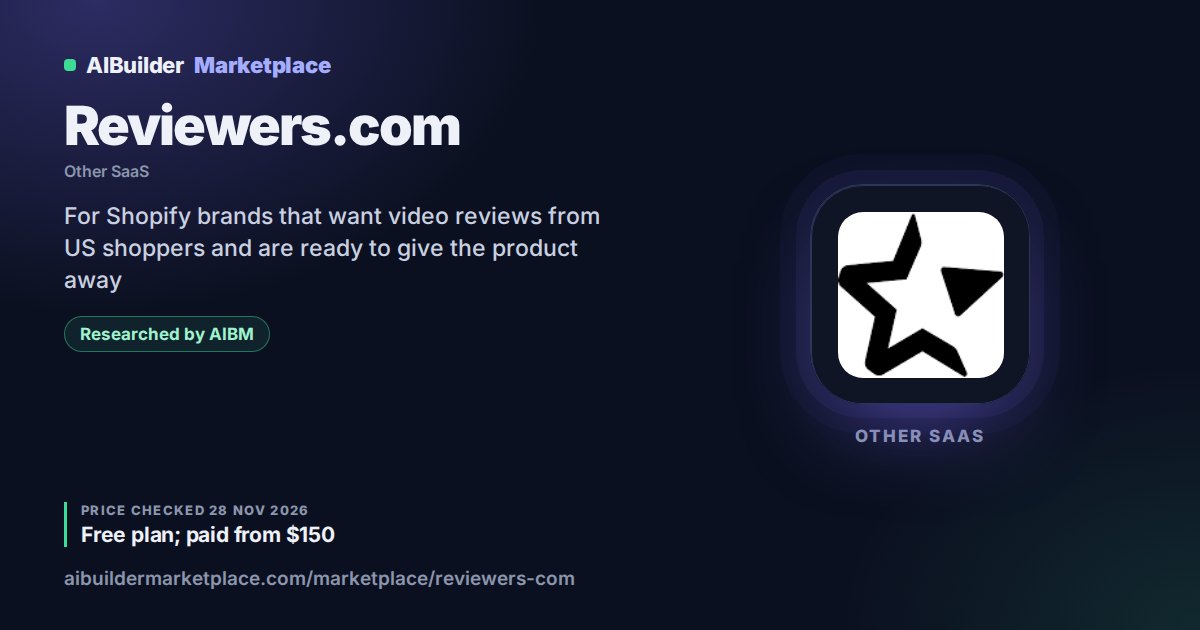 AIBuilder Marketplace
Reviewers.com
Other SaaS
For Shopify brands that want video reviews from
US shoppers and are ready to give the product
away
Researched by AIBM
OTHER SAAS
PRICE CHECKED 28 NOV 2026
Free plan; paid from $150
aibuildermarketplace.com/marketplace/reviewers-com